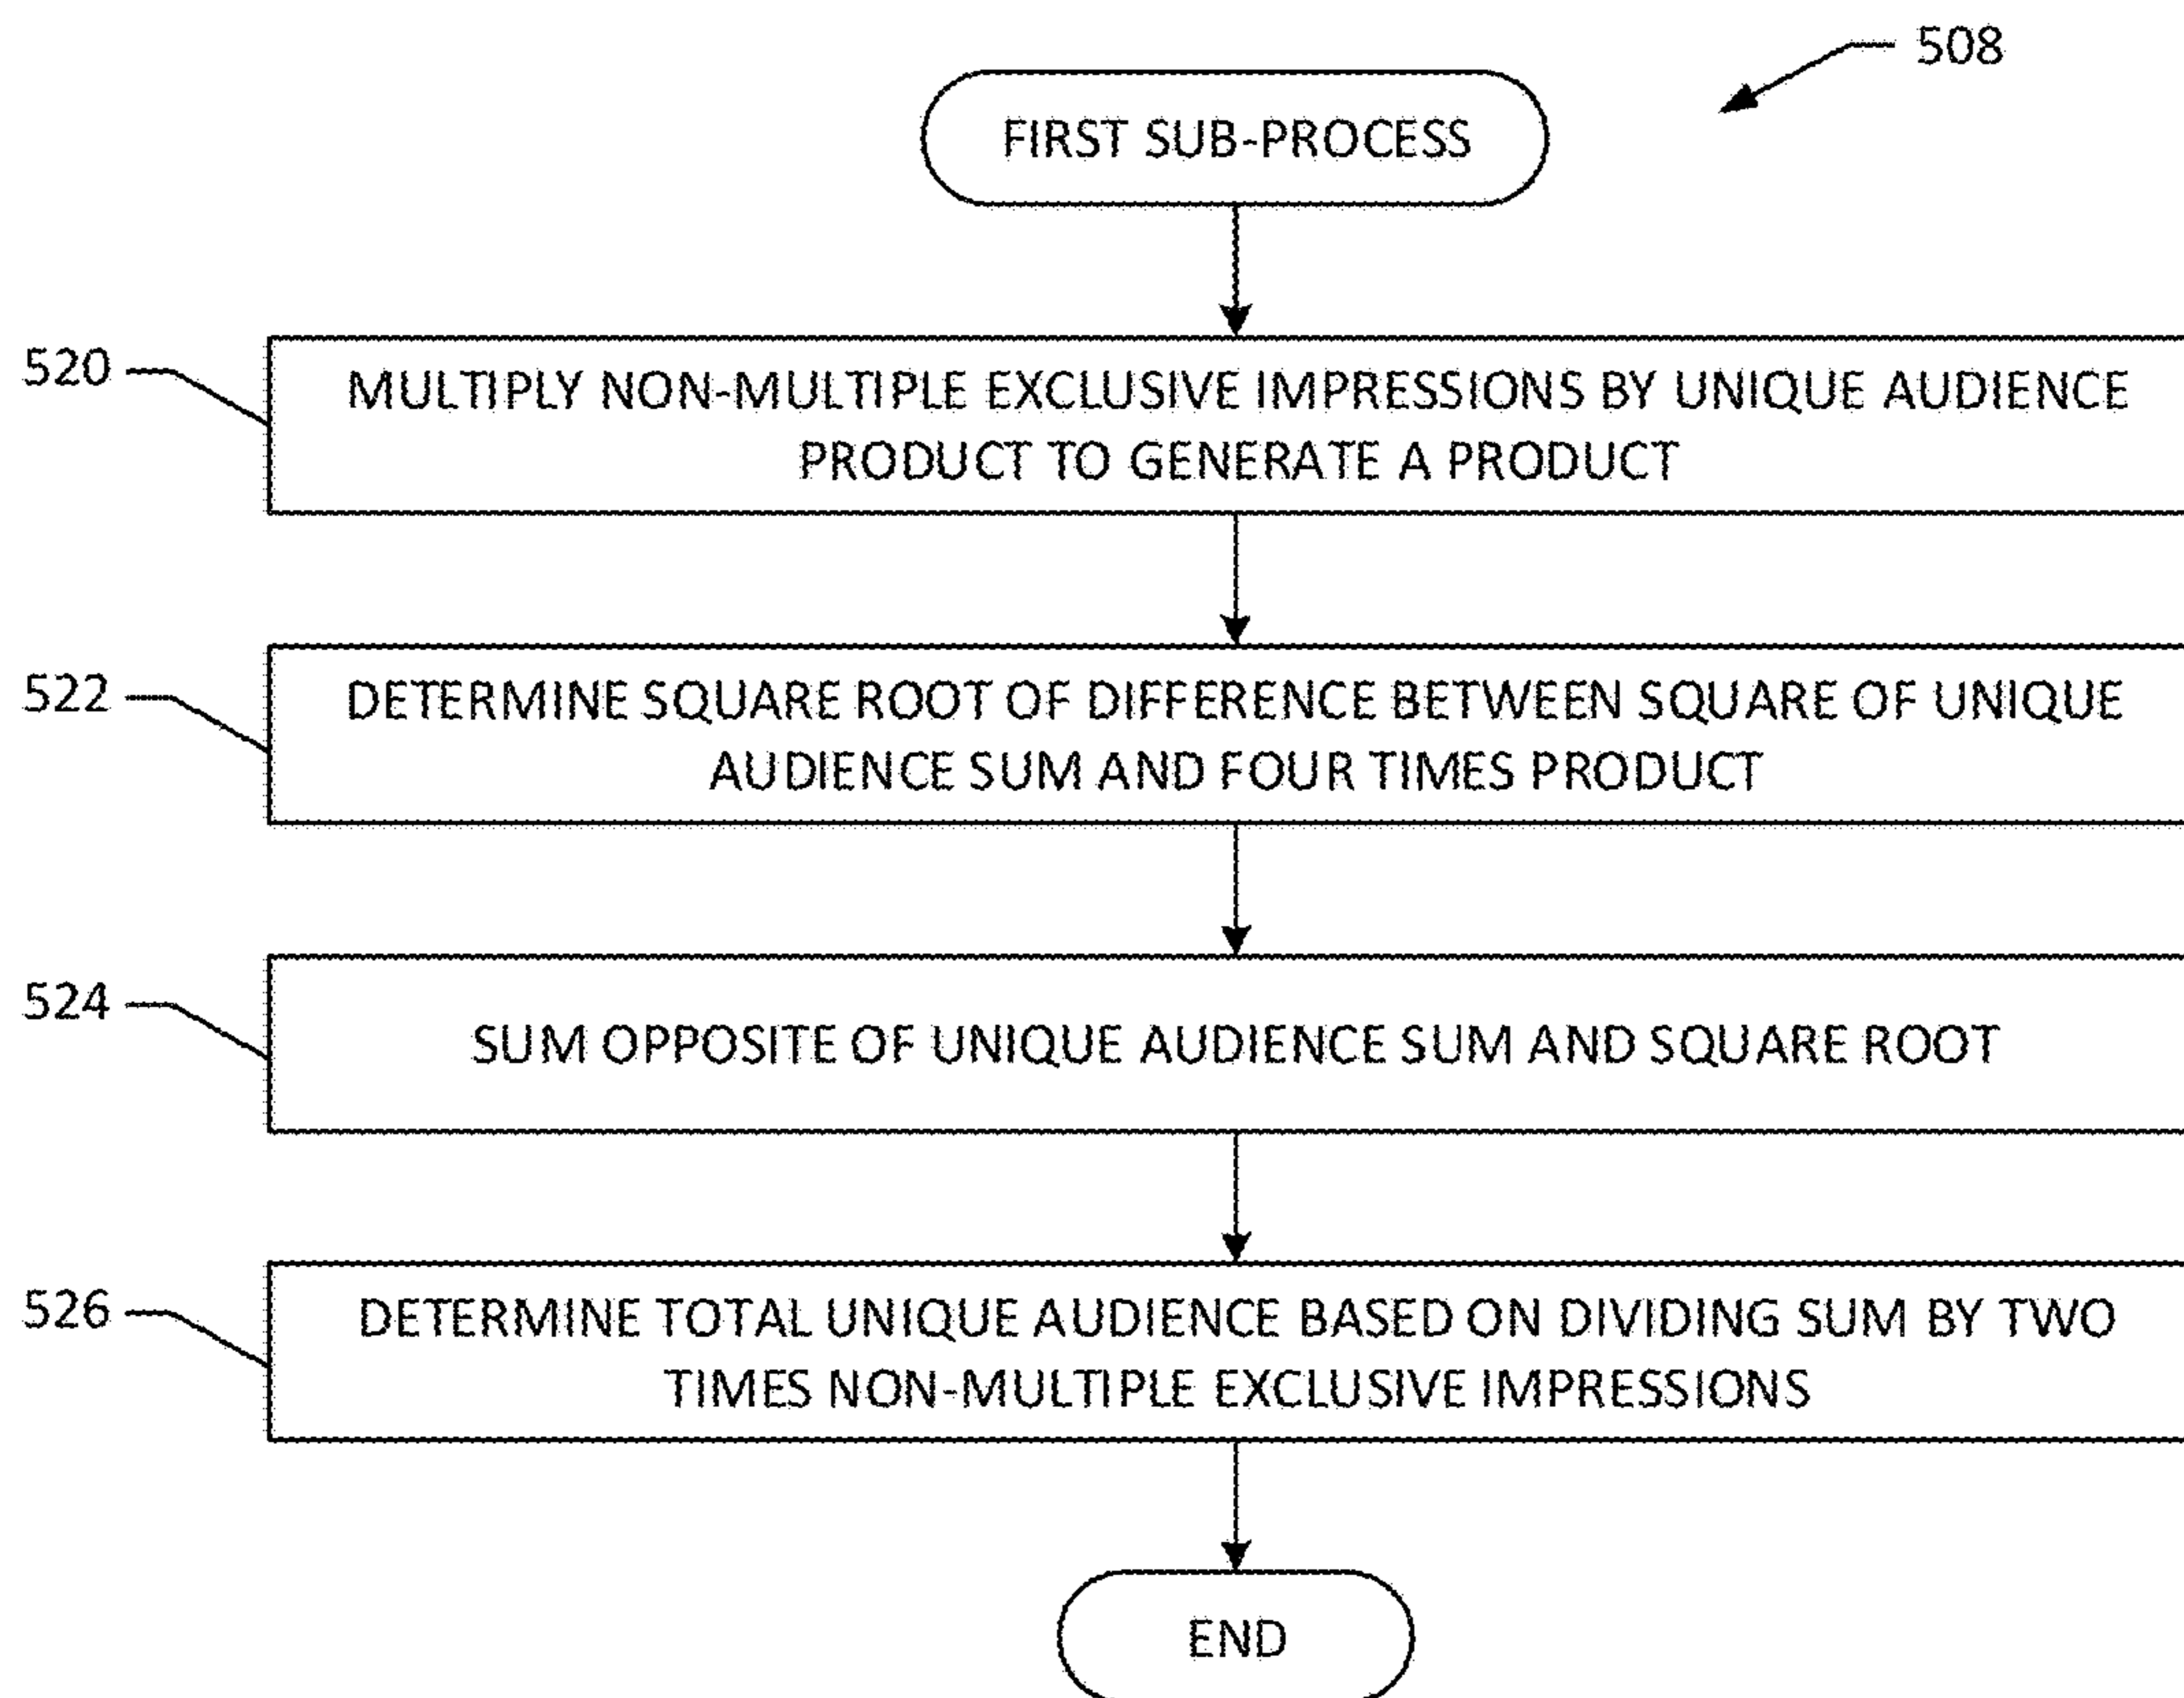 508
FIRST SUB-PROCESS
520
MULTIPLY NON-MULTIPLE EXCLUSIVE IMPRESSIONS BY UNIQUE AUDIENCE
PRODUCT TO GENERATE A PRODUCT
522
DETERMINE SQUARE ROOT OF DIFFERENCE BETWEEN SQUARE OF UNIQUE
AUDIENCE SUM AND FOUR TIMES PRODUCT
524
SUM OPPOSITE OF UNIQUE AUDIENCE SUM AND SQUARE ROOT
526
DETERMINE TOTAL UNIQUE AUDIENCE BASED ON DIVIDING SUM BY TWO
TIMES NON-MULTIPLE EXCLUSIVE IMPRESSIONS
END